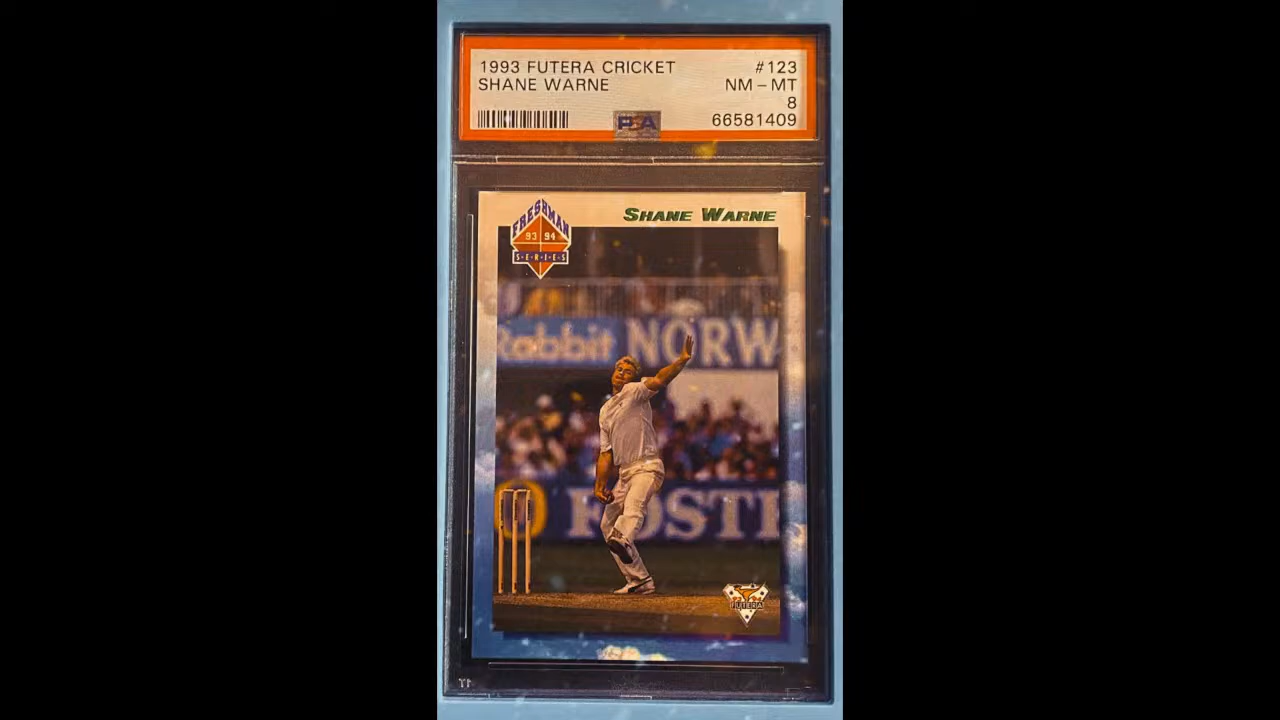 1993 FUTERA CRICKET #123
SHANE WARNE NM - MT
8
66581409
PSA
FRESHMAN
93 94
SERIES
SHANE WARNE
Rabbit NORW
FOSTE
FUTERA